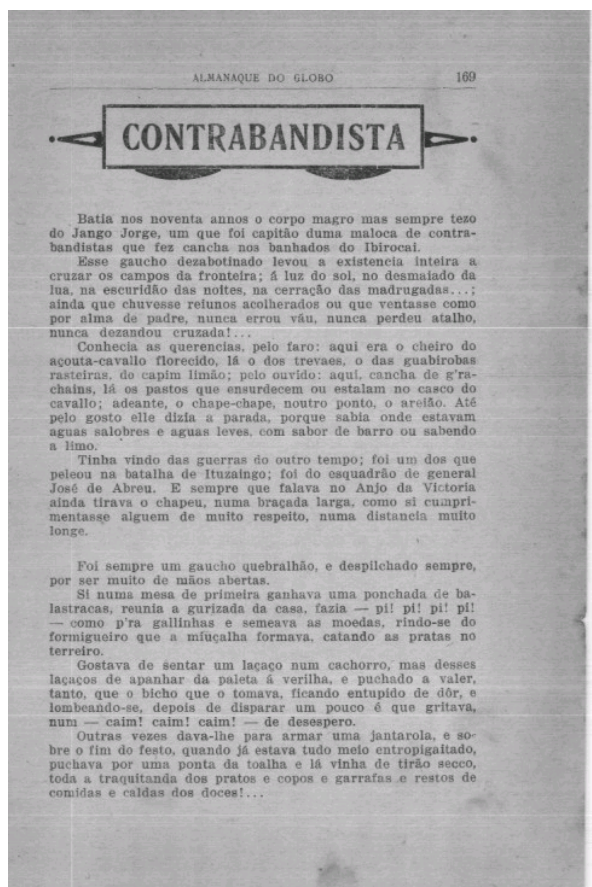 ALMANAQUE DO GLOBO 169
CONTRABANDISTA
Batia nos noventa annos o corpo magro mas sempre tezo
do Jango Jorge, um que foi capitão duma maloca de contra-
bandistas que fez cancha nos banhados do Ibirocaí.
Esse gaucho dezabotinado levou a existencia inteira a
cruzar os campos da fronteira; á luz do sol, no desmaiado da
lua, na escuridão das noites, na cerração das madrugadas...;
ainda que chuvesse reiunos acolherados ou que ventasse como
por alma de padre, nunca errou váu, nunca perdeu atalho,
nunca dezandou cruzada!...
Conhecia as querencias, pelo faro: aqui era o cheiro do
açouta-cavallo florecido, lá o dos trevaes, o das guabirobas
rasteiras, do capim limão; pelo ouvido: aqui, cancha de g'ra-
chains, lá os pastos que ensurdecem ou estalam no casco do
cavallo; adeante, o chape-chape, noutro ponto, o areião. Até
pelo gosto elle dizia a parada, porque sabia onde estavam
aguas salobres e aguas leves, com sabor de barro ou sabendo
a limo.
Tinha vindo das guerras do outro tempo; foi um dos que
peleou na batalha de Ituzaingo; foi do esquadrão de general
José de Abreu. E sempre que falava no Anjo da Victoria
ainda tirava o chapeu, numa braçada larga, como si cumpri-
mentasse alguem de muito respeito, numa distancia muito
longe.
Foi sempre um gaucho quebralhão, e despilchado sempre,
por ser muito de mãos abertas.
Si numa mesa de primeira ganhava uma ponchada de ba-
lastracas, reunia a gurizada da casa, fazia — pi! pi! pi! pi!
— como p'ra gallinhas e semeava as moedas, rindo-se do
formigueiro que a miuçalha formava, catando as pratas no
terreiro.
Gostava de sentar um laçaço num cachorro, mas desses
laçaços de apanhar da paleta á verilha, e puchado a valer,
tanto, que o bicho que o tomava, ficando entupido de dôr, e
lombeando-se, depois de disparar um pouco é que gritava,
num — caim! caim! caim! — de desespero.
Outras vezes dava-lhe para armar uma jantarola, e so-
bre o fim do festo, quando já estava tudo meio entropigaitado,
puchava por uma ponta da toalha e lá vinha de tirão secco,
toda a traquitanda dos pratos e copos e garrafas e restos de
comidas e caldas dos doces!...